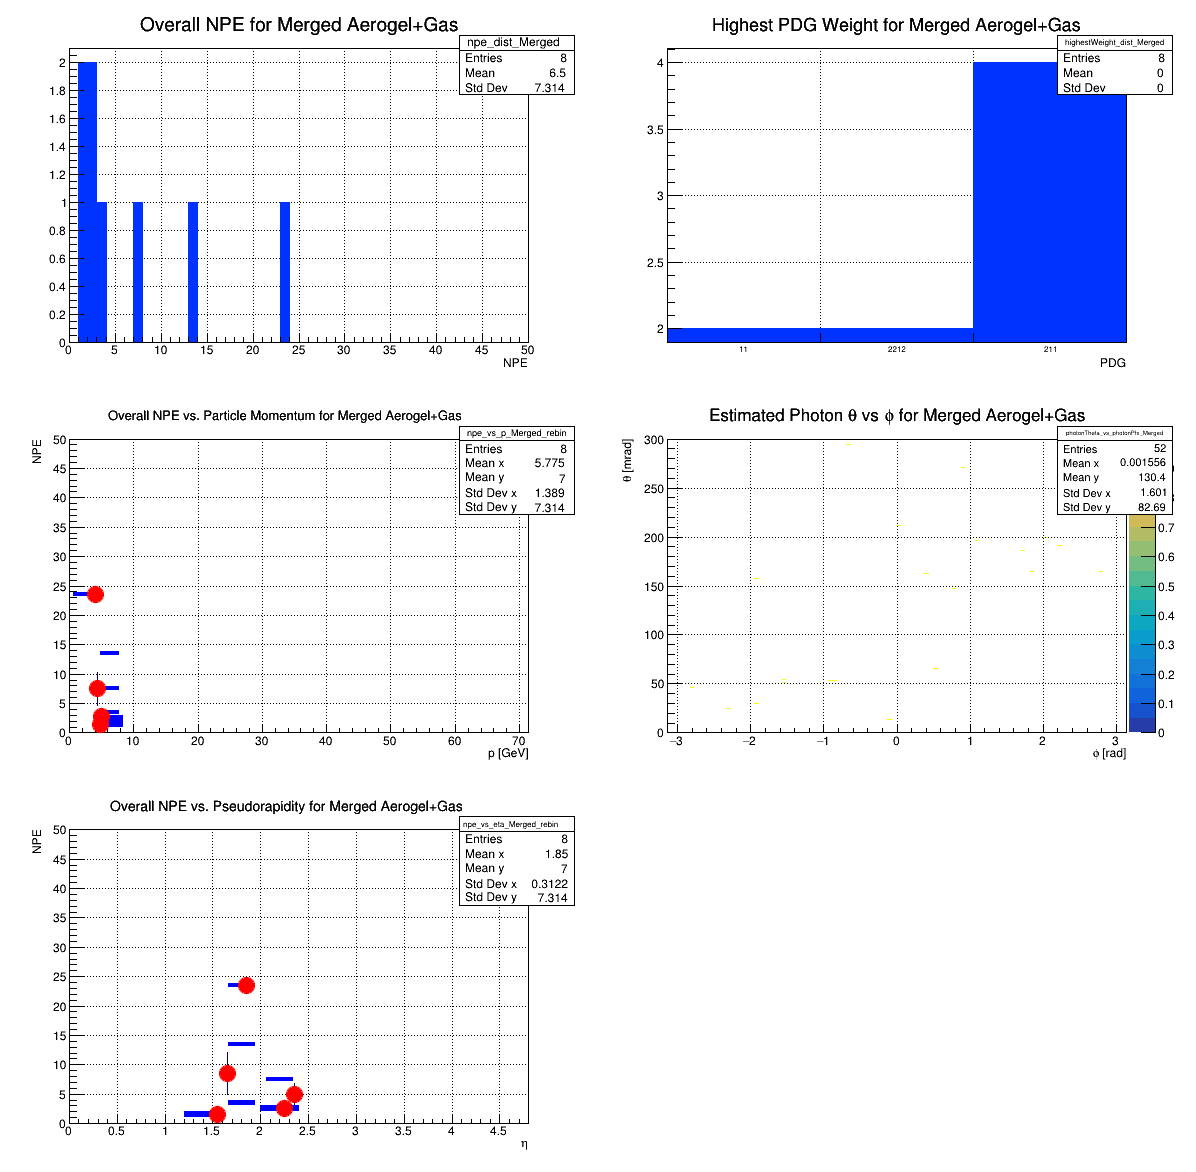 Overall NPE for Merged Aerogel+Gas
npe_dist_Merged
Entries 8
Mean 6.5
Std Dev 7.314
2
1.8
1.6
1.4
1.2
1
0.8
0.6
0.4
0.2
0
0 5 10 15 20 25 30 35 40 45 50
NPE
Highest PDG Weight for Merged Aerogel+Gas
highestWeight_dist_Merged
Entries 8
Mean 0
Std Dev 0
4
3.5
3
2.5
2
11 2212 211
PDG
Overall NPE vs. Particle Momentum for Merged Aerogel+Gas
npe_vs_p_Merged_rebin
Entries 8
Mean x 5.775
Mean y 7
Std Dev x 1.389
Std Dev y 7.314
NPE
50
45
40
35
30
25
20
15
10
5
0
0 10 20 30 40 50 60 70
p [GeV]
Estimated Photon θ vs ϕ for Merged Aerogel+Gas
photonTheta_vs_photonPhi_Merged
Entries 52
Mean x 0.001556
Mean y 130.4
Std Dev x 1.601
Std Dev y 82.69
θ [mrad]
300
250
200
150
100
50
0
−3 −2 −1 0 1 2 3
ϕ [rad]
0.7
0.6
0.5
0.4
0.3
0.2
0.1
0
Overall NPE vs. Pseudorapidity for Merged Aerogel+Gas
npe_vs_eta_Merged_rebin
Entries 8
Mean x 1.85
Mean y 7
Std Dev x 0.3122
Std Dev y 7.314
NPE
50
45
40
35
30
25
20
15
10
5
0
0 0.5 1 1.5 2 2.5 3 3.5 4 4.5
η